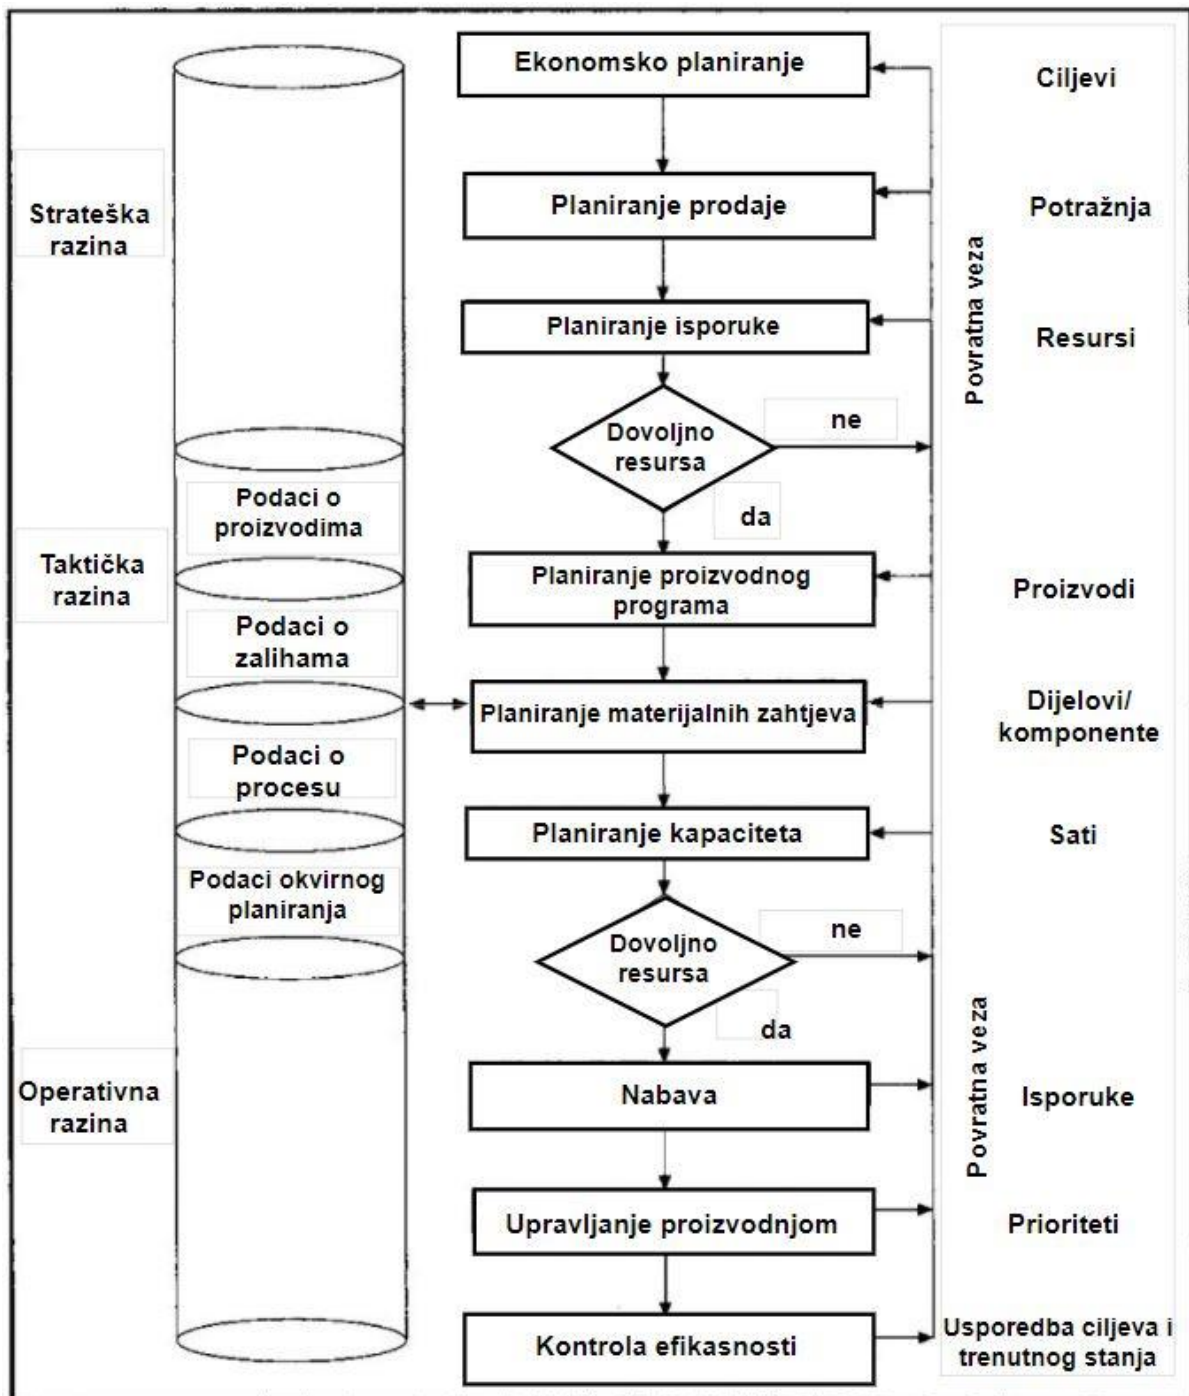 Ekonomsko planiranje
Ciljevi
Strateška
razina
Planiranje prodaje
Potražnja
Povratna veza
Planiranje isporuke
Resursi
Dovoljno
resursa
ne
da
Podaci o
proizvodima
Taktička
razina
Planiranje proizvodnog
programa
Proizvodi
Podaci o
zalihama
Planiranje materijalnih zahtjeva
Dijelovi/
komponente
Podaci o
procesu
Planiranje kapaciteta
Sati
Podaci okvirnog
planiranja
Dovoljno
resursa
ne
da
Povratna veza
Operativna
razina
Nabava
Isporuke
Upravljanje proizvodnjom
Prioriteti
Kontrola efikasnosti
Usporedba ciljeva i
trenutnog stanja